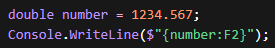 double number = 1234.567;
Console.WriteLine($"{number:F2}");